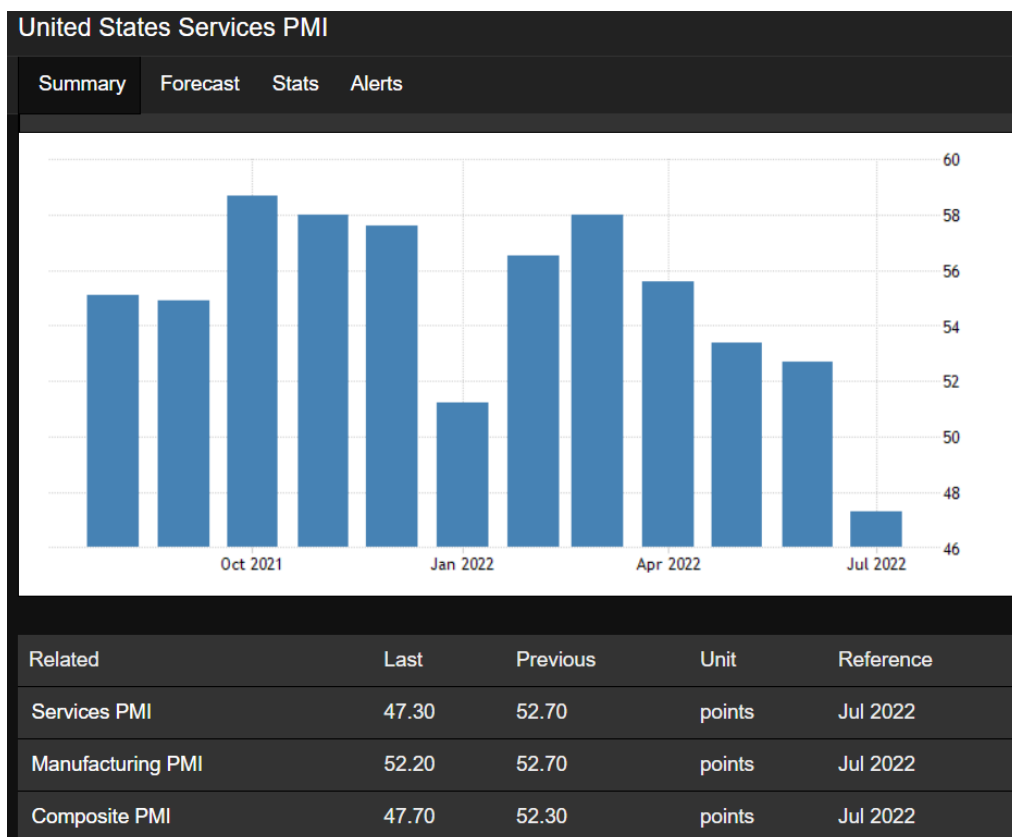 United States Services PMI
Summary Forecast Stats Alerts
60
58
56
54
52
50
48
46
Oct 2021 Jan 2022 Apr 2022 Jul 2022
Related Last Previous Unit Reference
Services PMI 47.30 52.70 points Jul 2022
Manufacturing PMI 52.20 52.70 points Jul 2022
Composite PMI 47.70 52.30 points Jul 2022